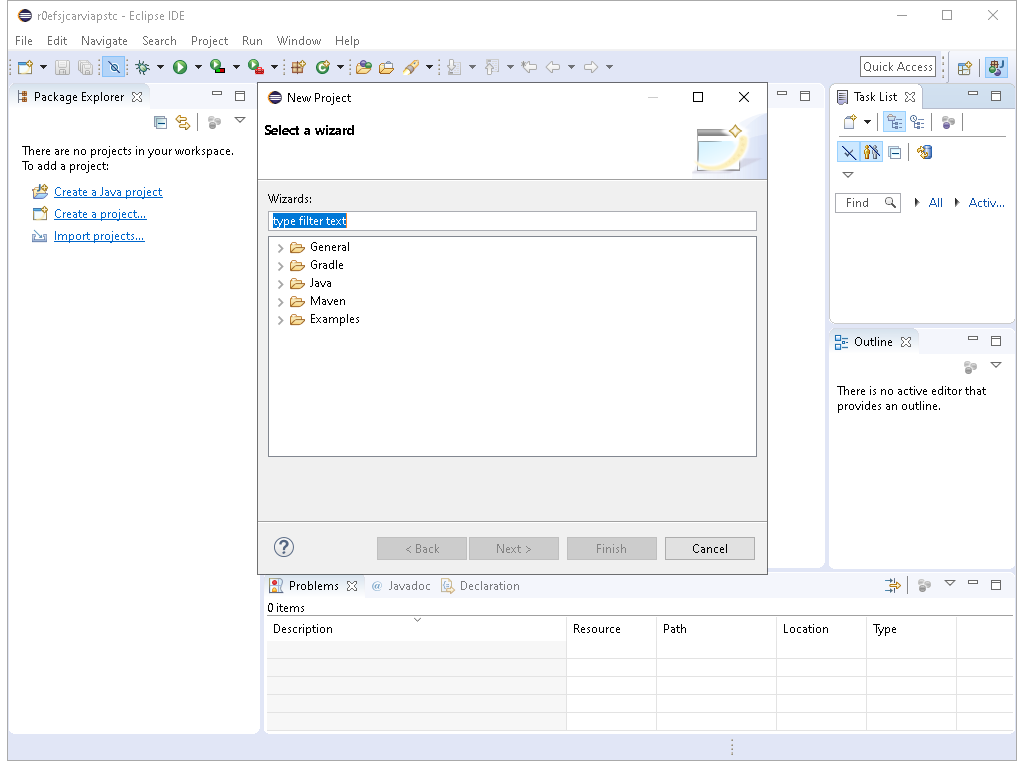 r0efsjcarviapstc - Eclipse IDE
File Edit Navigate Search Project Run Window Help
Quick Access
Package Explorer
There are no projects in your workspace.
To add a project:
Create a Java project
Create a project...
Import projects...
New Project
Select a wizard
Wizards:
type filter text
General
Gradle
Java
Maven
Examples
? < Back Next > Finish Cancel
Task List
Find All Activ...
Outline
There is no active editor that
provides an outline.
Problems @ Javadoc Declaration
0 items
Description Resource Path Location Type